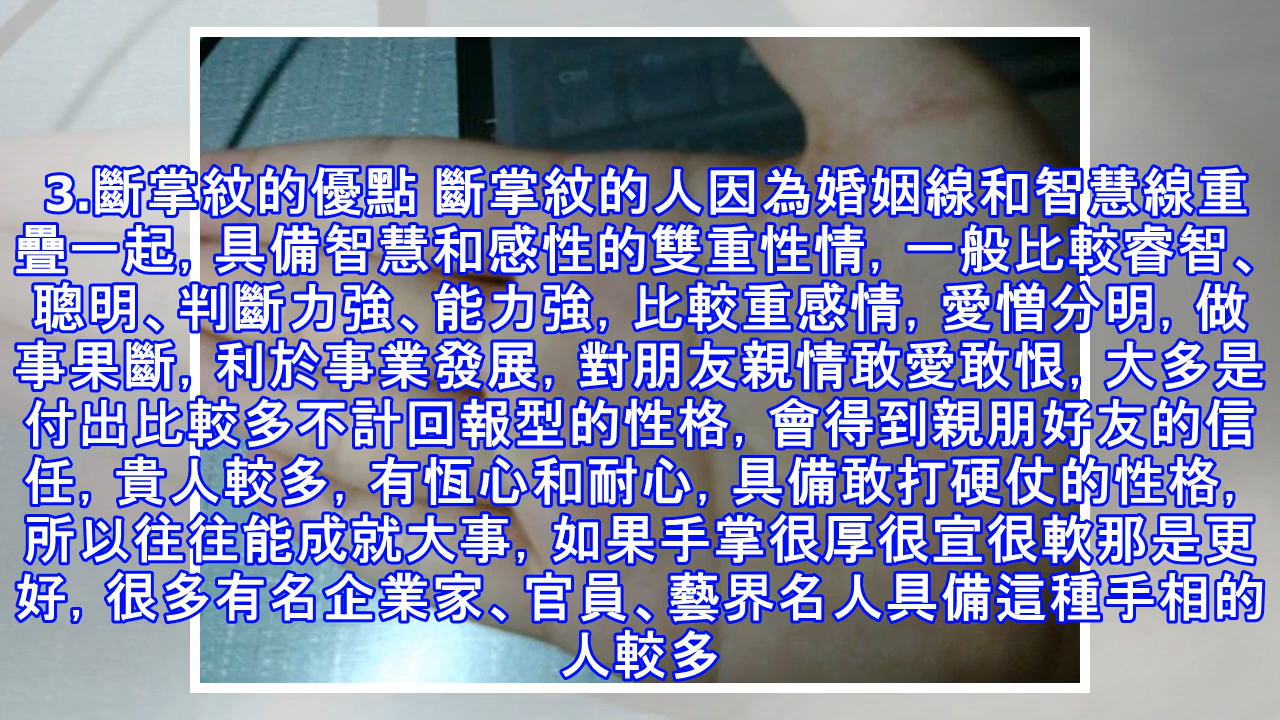 3.斷掌紋的優點 斷掌紋的人因為婚姻線和智慧線重
疊一起, 具備智慧和感性的雙重性情, 一般比較睿智、
聰明、判斷力強、能力強, 比較重感情, 愛憎分明, 做
事果斷, 利於事業發展, 對朋友親情敢愛敢恨, 大多是
付出比較多不計回報型的性格, 會得到親朋好友的信
任, 貴人較多, 有恆心和耐心, 具備敢打硬仗的性格,
所以往往能成就大事, 如果手掌很厚很宣很軟那是更
好, 很多有名企業家、官員、藝界名人具備這種手相的
人較多
Ctrl